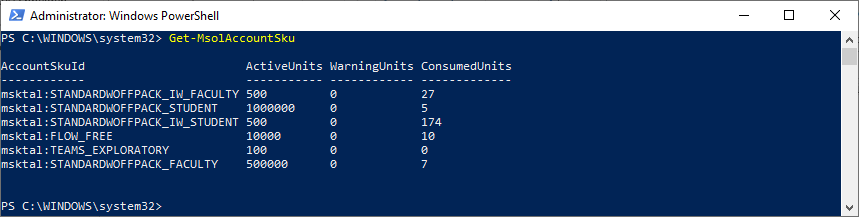 Administrator: Windows PowerShell
PS C:\WINDOWS\system32> Get-MsolAccountSku
AccountSkuId                       ActiveUnits WarningUnits ConsumedUnits
------------                       ----------- ------------ -------------
msktal:STANDARDWOFFPACK_IW_FACULTY 500         0            27
msktal:STANDARDWOFFPACK_STUDENT    1000000     0            5
msktal:STANDARDWOFFPACK_IW_STUDENT 500         0            174
msktal:FLOW_FREE                   10000       0            10
msktal:TEAMS_EXPLORATORY           100         0            0
msktal:STANDARDWOFFPACK_FACULTY    500000      0            7
PS C:\WINDOWS\system32>